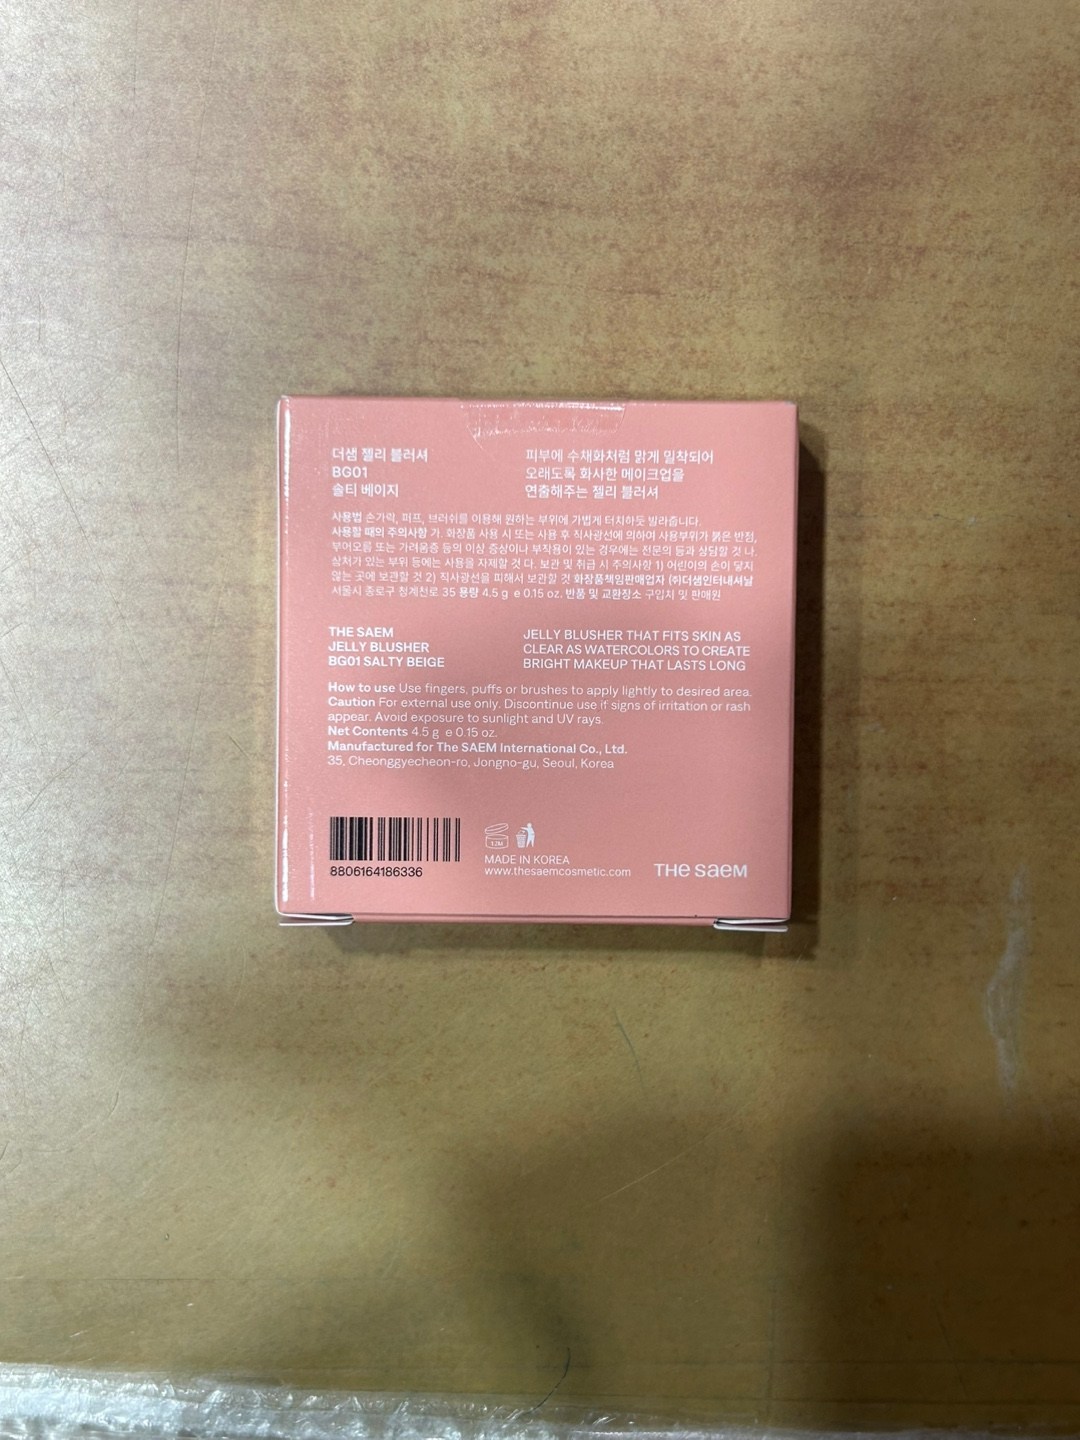 더샘 젤리 블러셔
BG01
솔티 베이지
피부에 수채화처럼 맑게 밀착되어
오래도록 화사한 메이크업을
연출해주는 젤리 블러셔
사용법 손가락, 퍼프, 브러쉬를 이용해 원하는 부위에 가볍게 터치하듯 발라줍니다.
사용할 때의 주의사항 가. 화장품 사용 시 또는 사용 후 직사광선에 의하여 사용부위가 붉은 반점,
부어오름 또는 가려움증 등의 이상 증상이나 부작용이 있는 경우에는 전문의 등과 상담할 것 나.
상처가 있는 부위 등에는 사용을 자제할 것 다. 보관 및 취급 시 주의사항 1) 어린이의 손이 닿지
않는 곳에 보관할 것 2) 직사광선을 피해서 보관할 것 화장품책임판매업자 ㈜더샘인터내셔날
서울시 종로구 청계천로 35 용량 4.5 g e 0.15 oz. 반품 및 교환장소 구입처 및 판매원
THE SAEM
JELLY BLUSHER
BG01 SALTY BEIGE
JELLY BLUSHER THAT FITS SKIN AS
CLEAR AS WATERCOLORS TO CREATE
BRIGHT MAKEUP THAT LASTS LONG
How to use Use fingers, puffs or brushes to apply lightly to desired area.
Caution For external use only. Discontinue use if signs of irritation or rash
appear. Avoid exposure to sunlight and UV rays.
Net Contents 4.5 g e 0.15 oz.
Manufactured for The SAEM International Co., Ltd.
35, Cheonggyecheon-ro, Jongno-gu, Seoul, Korea
8806164186336
12M
MADE IN KOREA
www.thesaemcosmetic.com
THE SAEM